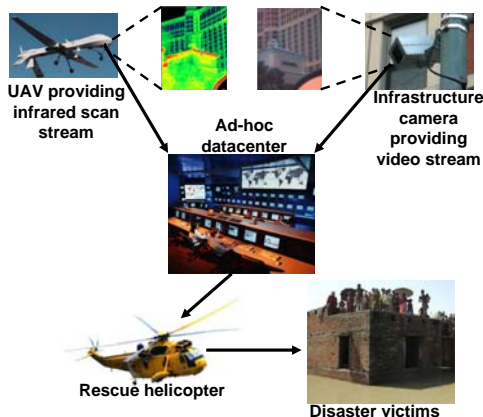 UAV providing
infrared scan
stream
Infrastructure
camera
providing
video stream
Ad-hoc
datacenter
Rescue helicopter
Disaster victims